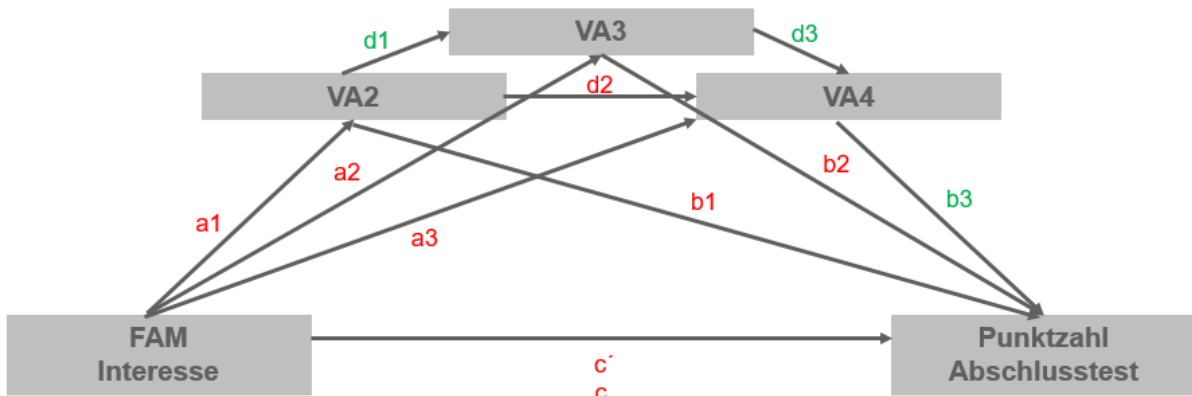 VA3
d1
d3
VA2
d2
VA4
a2
b2
a1
b1
b3
a3
FAM
Interesse
Punktzahl
Abschlusstest
c´
c